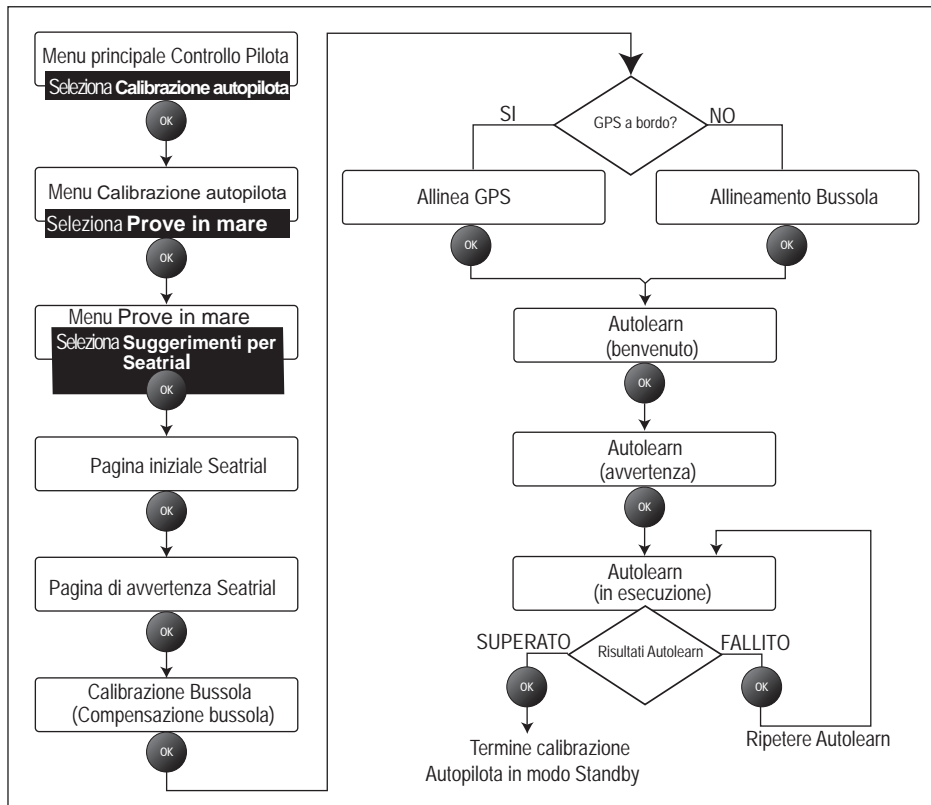 Menu principale Controllo Pilota
Seleziona Calibrazione autopilota
OK
Menu Calibrazione autopilota
Seleziona Prove in mare
OK
Menu Prove in mare
Seleziona Suggerimenti per
Seatrial
OK
Pagina iniziale Seatrial
OK
Pagina di avvertenza Seatrial
OK
Calibrazione Bussola
(Compensazione bussola)
OK
GPS a bordo?
SI
NO
Allinea GPS
OK
Allineamento Bussola
OK
Autolearn
(benvenuto)
OK
Autolearn
(avvertenza)
OK
Autolearn
(in esecuzione)
Risultati Autolearn
SUPERATO
OK
Termine calibrazione
Autopilota in modo Standby
FALLITO
OK
Ripetere Autolearn